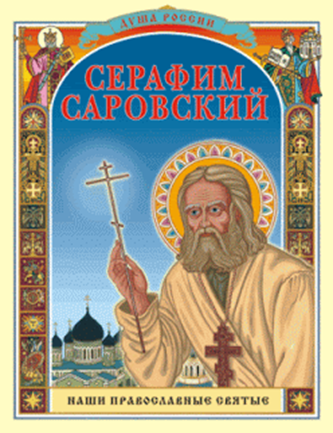 ДУША РОССИИ
СЕРАФИМ
САРОВСКИЙ
НАШИ ПРАВОСЛАВНЫЕ СВЯТЫЕ